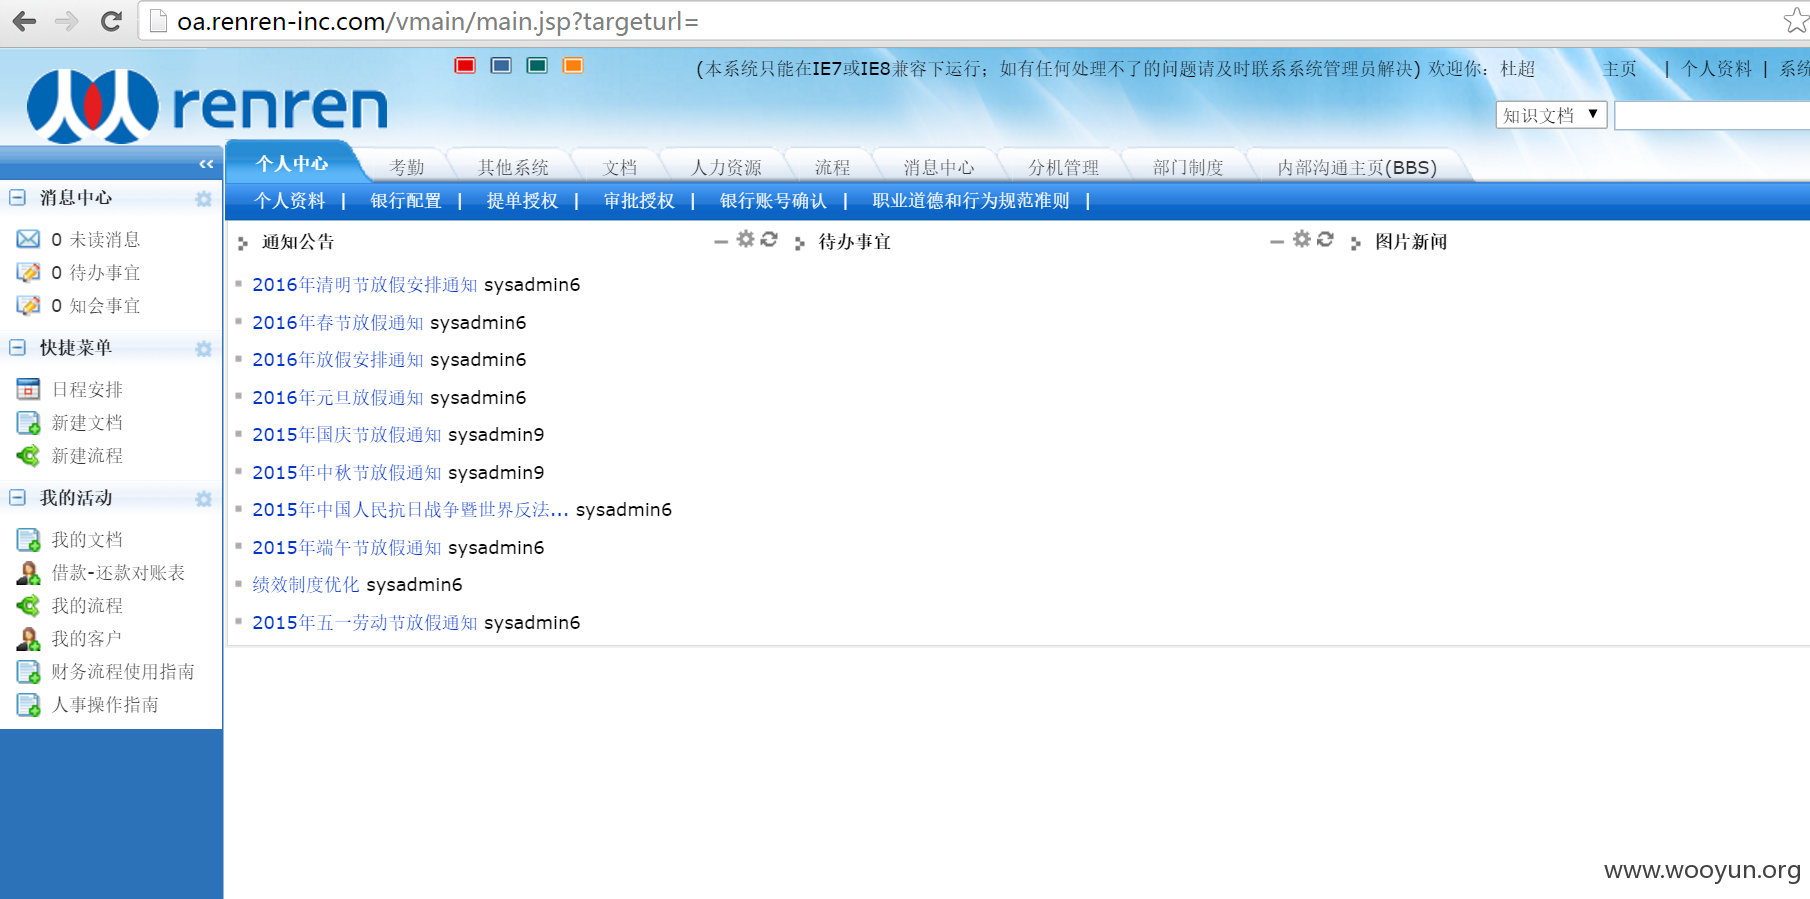 oa.renren-inc.com/vmain/main.jsp?targeturl=
renren
(本系统只能在IE7或IE8兼容下运行；如有任何处理不了的问题请及时联系系统管理员解决) 欢迎你：杜超 主页 | 个人资料 | 系统
知识文档
个人中心 考勤 其他系统 文档 人力资源 流程 消息中心 分机管理 部门制度 内部沟通主页(BBS)
个人资料 | 银行配置 | 提单授权 | 审批授权 | 银行账号确认 | 职业道德和行为规范准则 |
消息中心
0 未读消息
0 待办事宜
0 知会事宜
快捷菜单
日程安排
新建文档
新建流程
我的活动
我的文档
借款-还款对账表
我的流程
我的客户
财务流程使用指南
人事操作指南
通知公告
2016年清明节放假安排通知 sysadmin6
2016年春节放假通知 sysadmin6
2016年放假安排通知 sysadmin6
2016年元旦放假通知 sysadmin6
2015年国庆节放假通知 sysadmin9
2015年中秋节放假通知 sysadmin9
2015年中国人民抗日战争暨世界反法... sysadmin6
2015年端午节放假通知 sysadmin6
绩效制度优化 sysadmin6
2015年五一劳动节放假通知 sysadmin6
待办事宜
图片新闻
www.wooyun.org